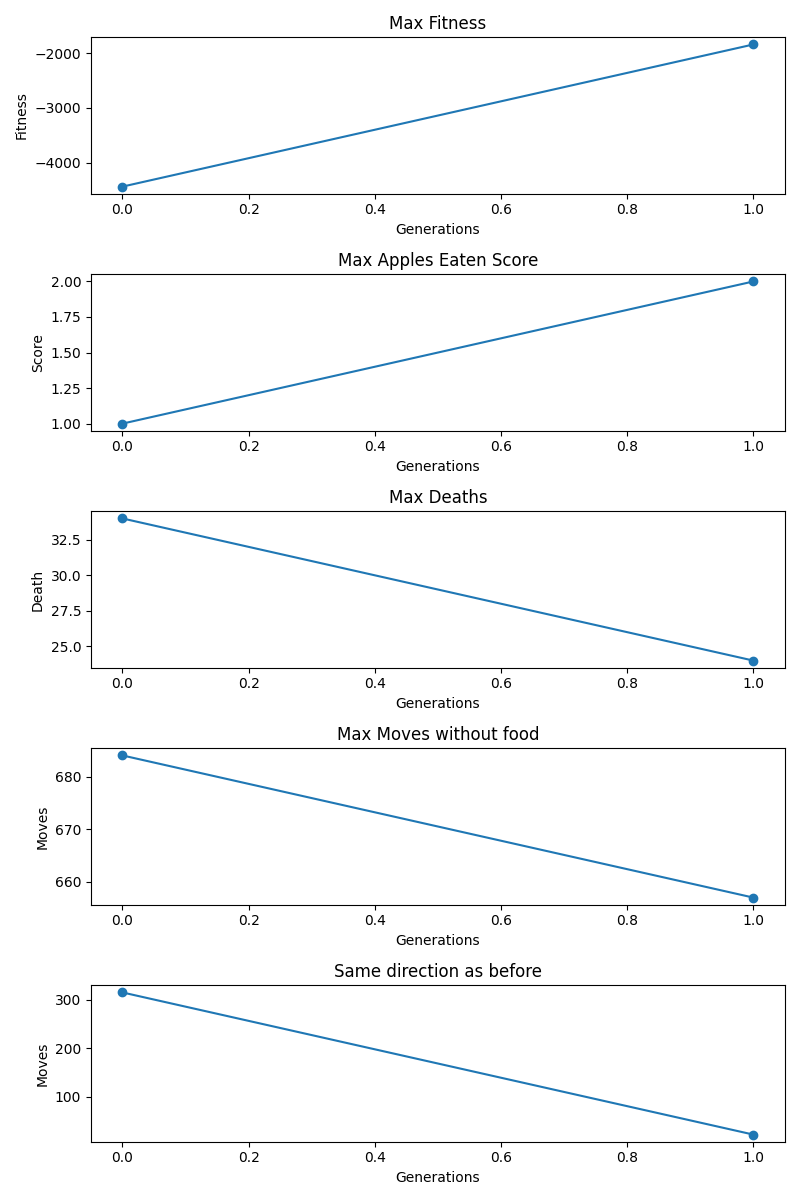 Max Fitness
−2000
−3000
−4000
Fitness
0.0 0.2 0.4 0.6 0.8 1.0
Generations
Max Apples Eaten Score
2.00
1.75
1.50
1.25
1.00
Score
0.0 0.2 0.4 0.6 0.8 1.0
Generations
Max Deaths
32.5
30.0
27.5
25.0
Death
0.0 0.2 0.4 0.6 0.8 1.0
Generations
Max Moves without food
680
670
660
Moves
0.0 0.2 0.4 0.6 0.8 1.0
Generations
Same direction as before
300
200
100
Moves
0.0 0.2 0.4 0.6 0.8 1.0
Generations